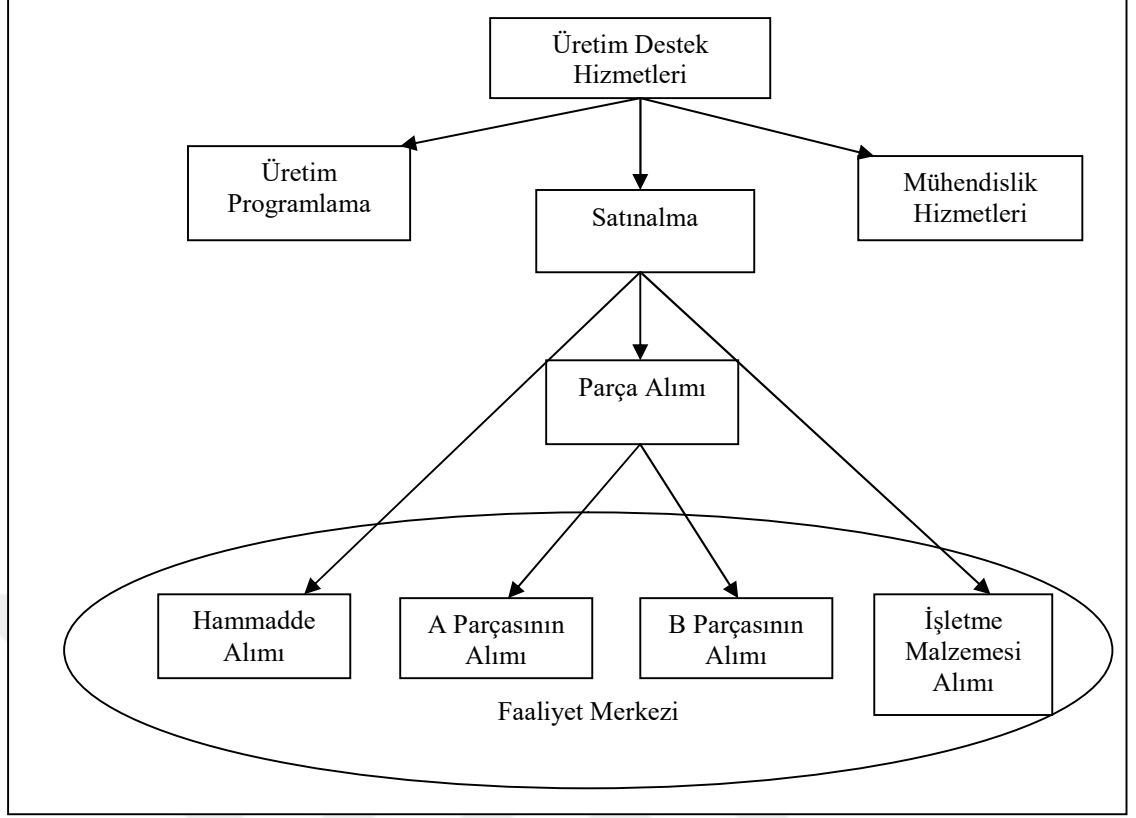 Üretim Destek
Hizmetleri
Üretim
Programlama
Satınalma
Mühendislik
Hizmetleri
Parça Alımı
Hammadde
Alımı
A Parçasının
Alımı
B Parçasının
Alımı
İşletme
Malzemesi
Alımı
Faaliyet Merkezi